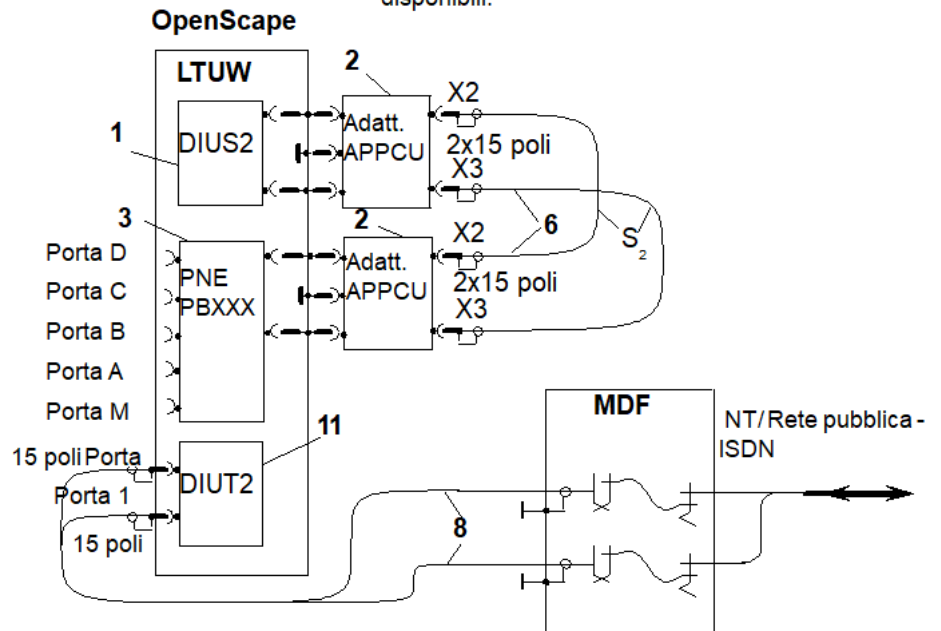 disponibili.
OpenScape
LTUW
2
X2
Adatt.
APPCU
2x15 poli
X3
1
DIUS2
6
S2
3
2
X2
Adatt.
APPCU
2x15 poli
X3
Porta D
Porta C
Porta B
Porta A
Porta M
PNE
PBXXX
11
15 poli Porta
DIUT2
Porta 1
15 poli
8
MDF
NT/Rete pubblica -
ISDN